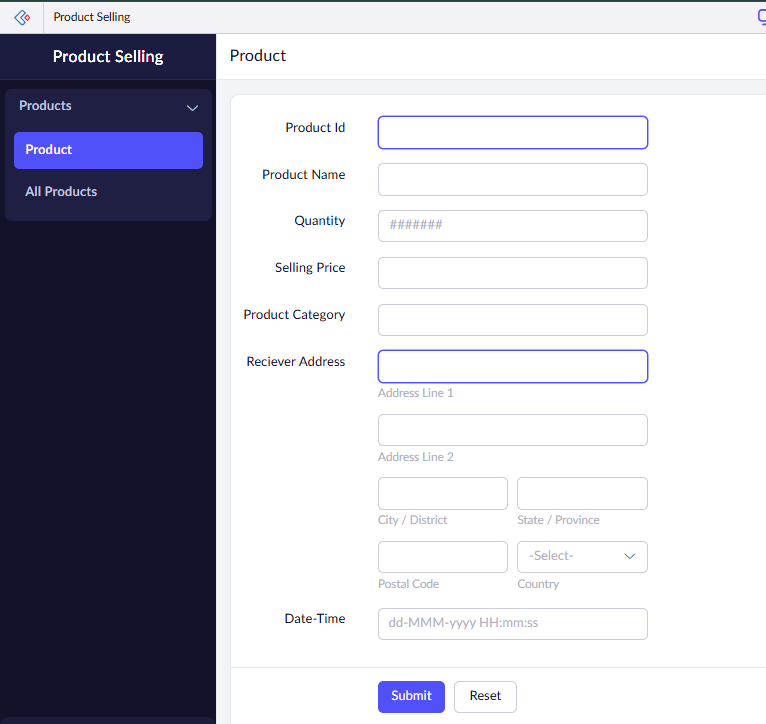 Product Selling
Product Selling
Product
Products
Product
All Products
Product Id
Product Name
Quantity
#######
Selling Price
Product Category
Reciever Address
Address Line 1
Address Line 2
City / District
State / Province
-Select-
Postal Code
Country
Date-Time
dd-MMM-yyyy HH:mm:ss
Submit
Reset